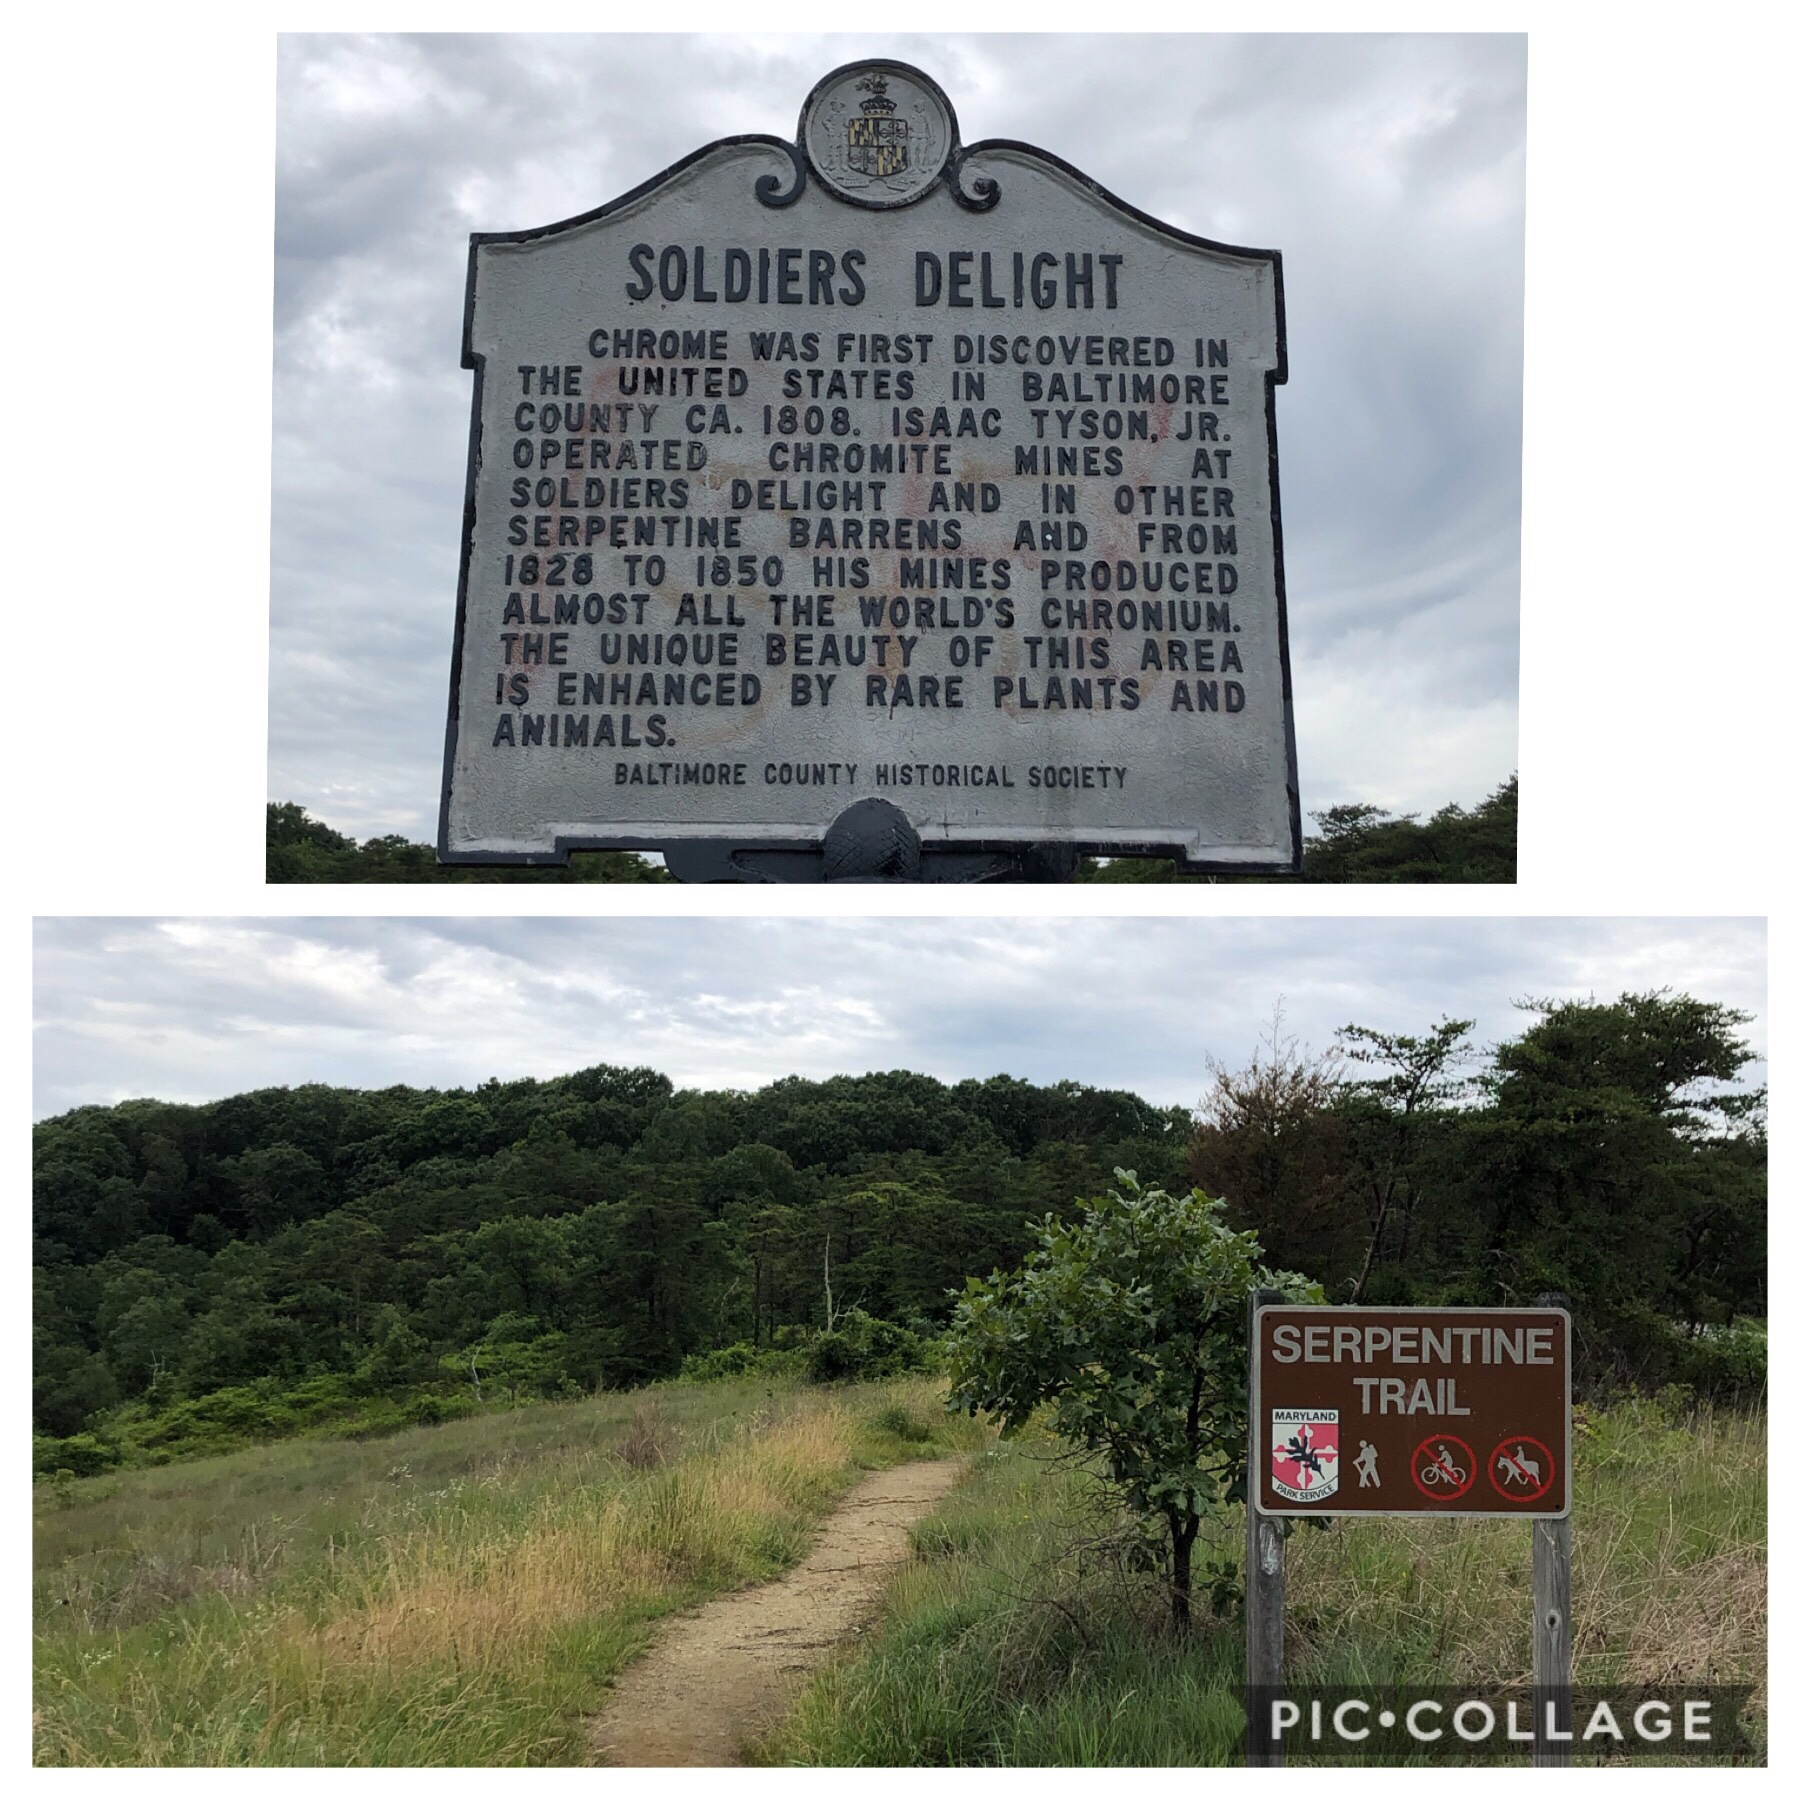 SOLDIERS DELIGHT
CHROME WAS FIRST DISCOVERED IN
THE UNITED STATES IN BALTIMORE
COUNTY CA. 1808. ISAAC TYSON, JR.
OPERATED CHROMITE MINES AT
SOLDIERS DELIGHT AND IN OTHER
SERPENTINE BARRENS AND FROM
1828 TO 1850 HIS MINES PRODUCED
ALMOST ALL THE WORLD'S CHRONIUM.
THE UNIQUE BEAUTY OF THIS AREA
IS ENHANCED BY RARE PLANTS AND
ANIMALS.
BALTIMORE COUNTY HISTORICAL SOCIETY
SERPENTINE
TRAIL
MARYLAND
PARK SERVICE
PIC•COLLAGE